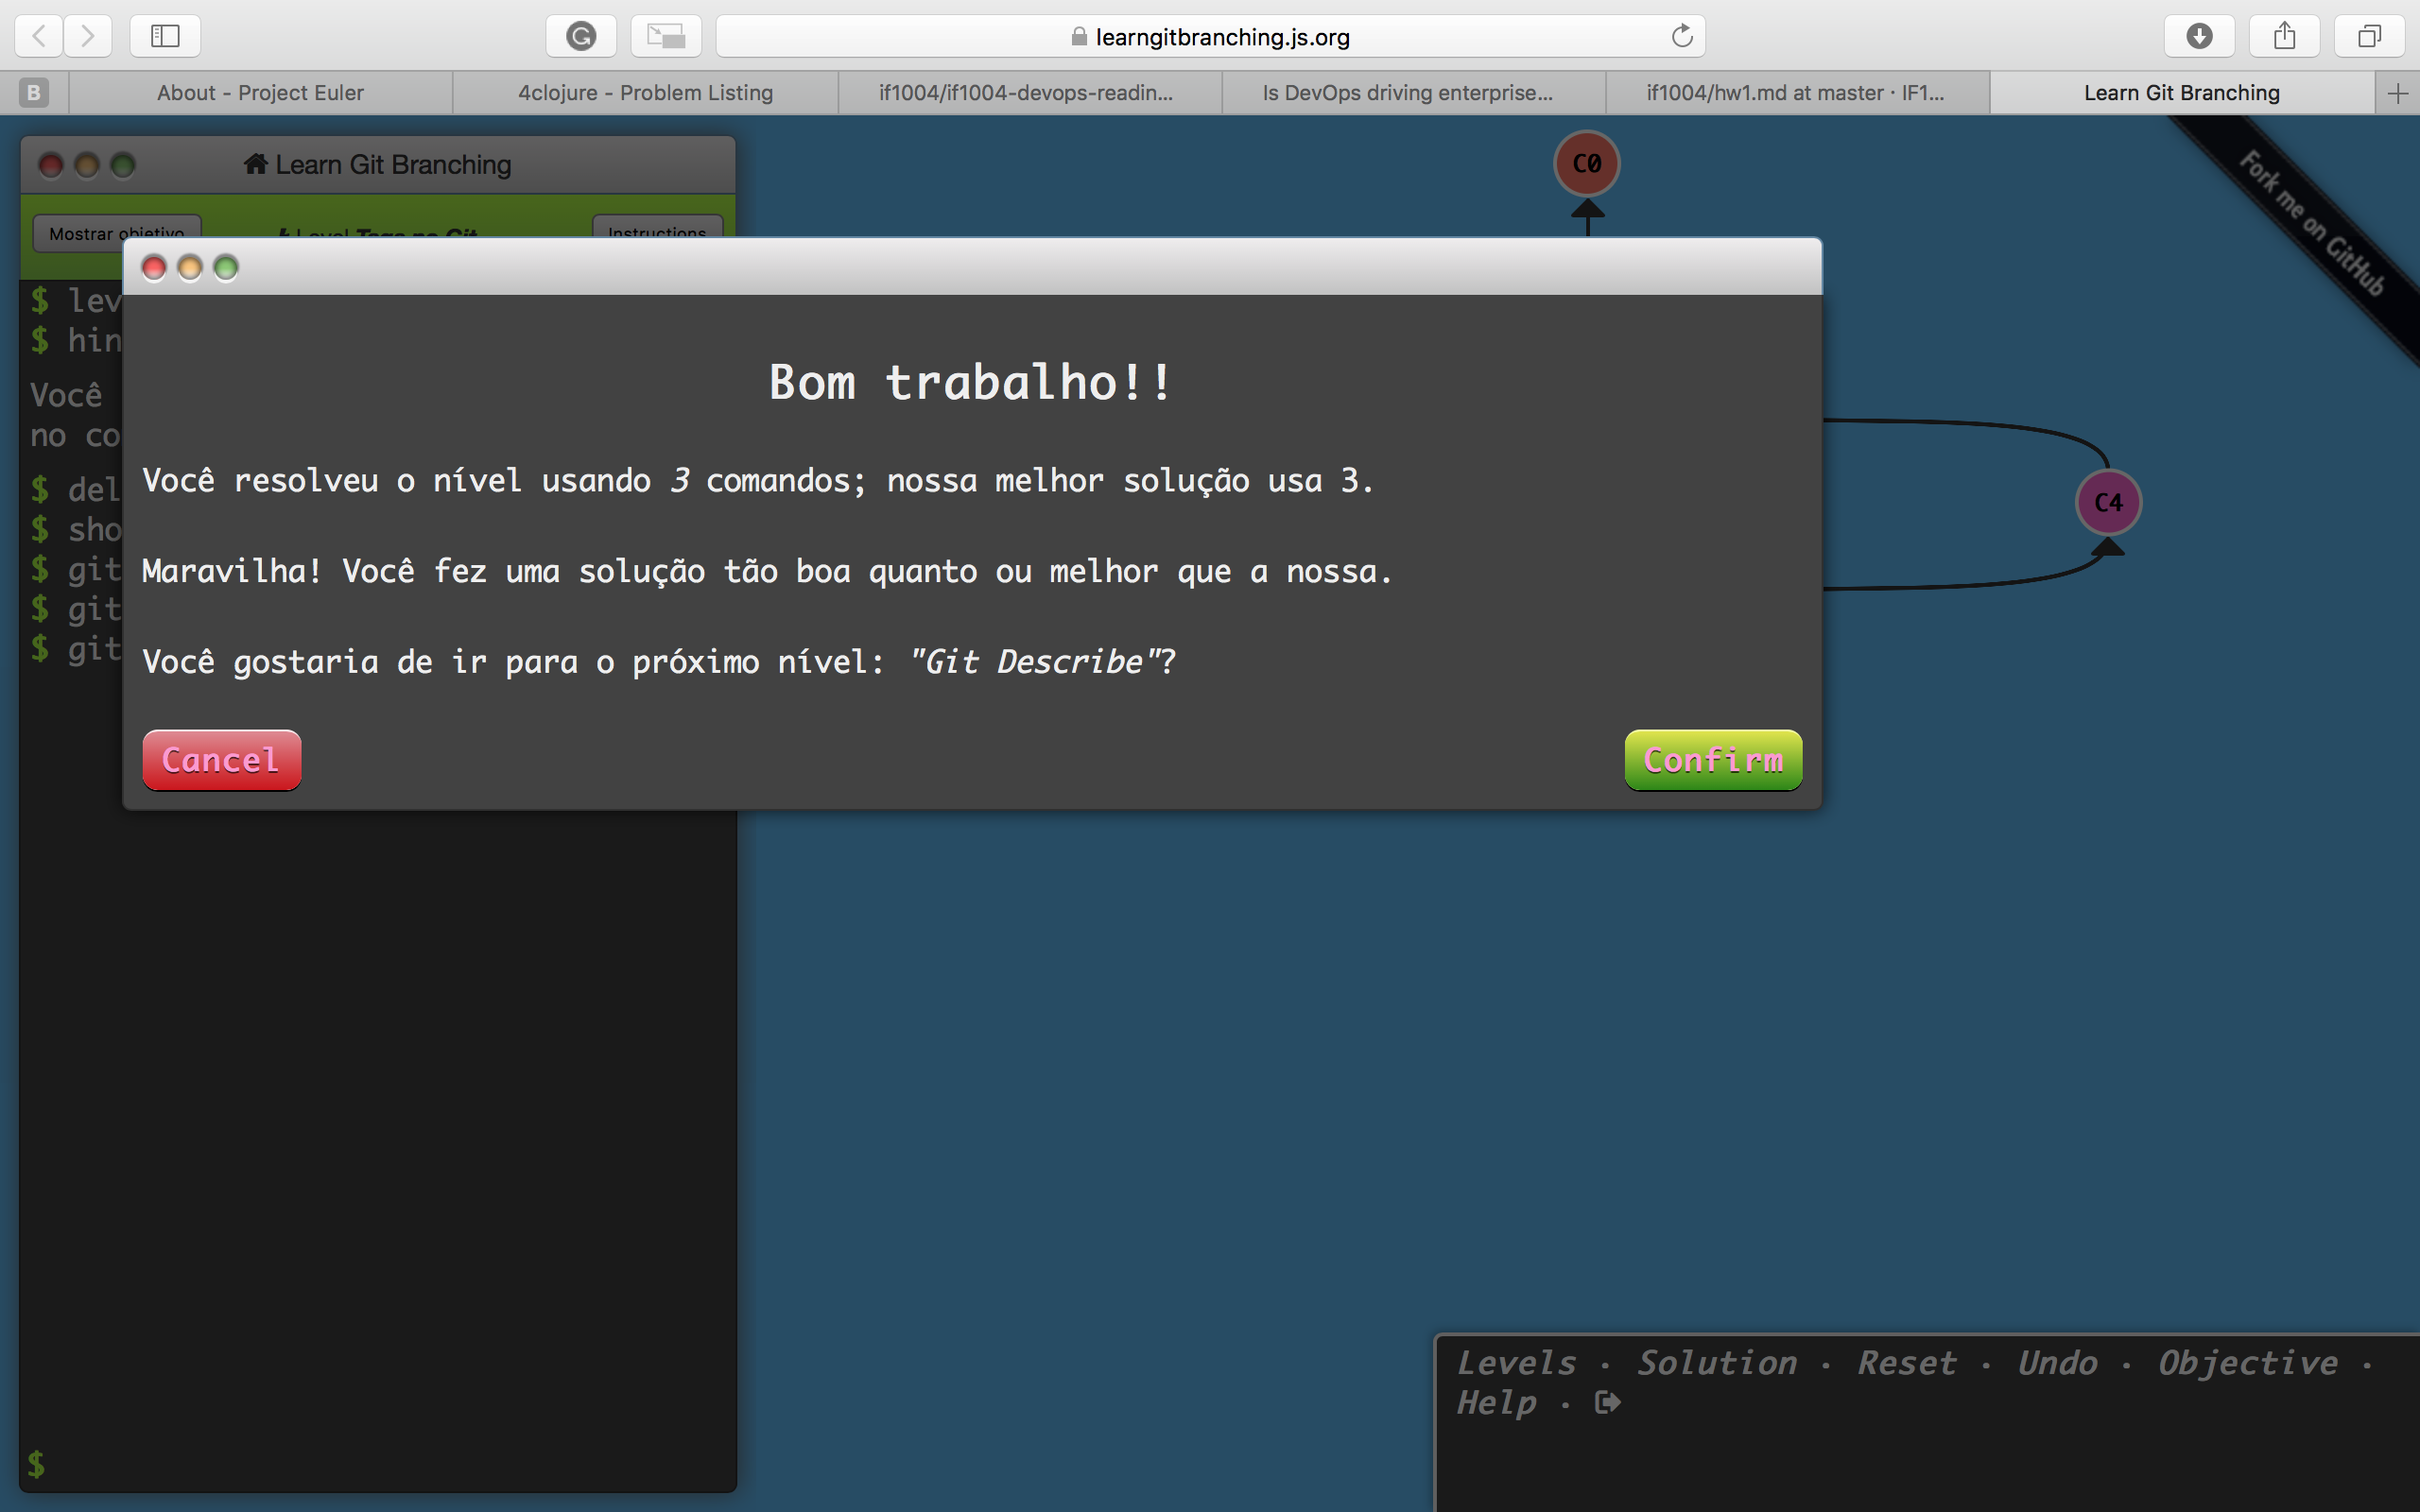 learngitbranching.js.org
B
About - Project Euler
4clojure - Problem Listing
if1004/if1004-devops-readin...
Is DevOps driving enterprise...
if1004/hw1.md at master · IF1...
Learn Git Branching
Learn Git Branching
Mostrar objetivo
Level Tags no Git
Instructions
C0
Fork me on GitHub
$ lev
$ hin
Você
no co
$ del
$ sho
$ git
$ git
$ git
Bom trabalho!!
Você resolveu o nível usando 3 comandos; nossa melhor solução usa 3.
Maravilha! Você fez uma solução tão boa quanto ou melhor que a nossa.
Você gostaria de ir para o próximo nível: "Git Describe"?
Cancel
Confirm
C4
Levels · Solution · Reset · Undo · Objective ·
Help ·
$